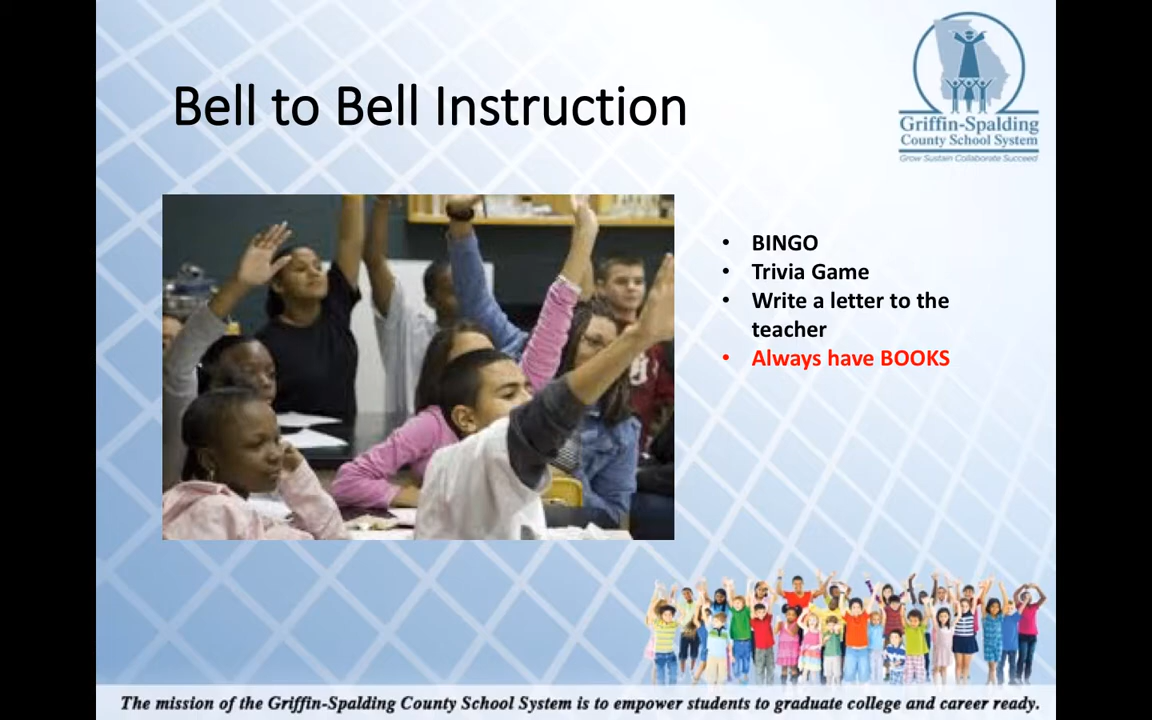 Bell to Bell Instruction
Griffin-Spalding
County School System
Grow Sustain Collaborate Succeed
• BINGO
• Trivia Game
• Write a letter to the
teacher
• Always have BOOKS
The mission of the Griffin-Spalding County School System is to empower students to graduate college and career ready.